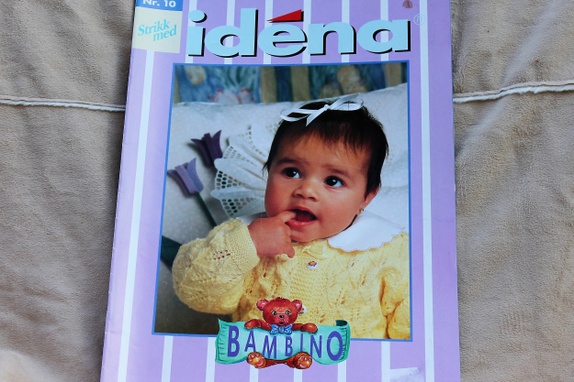 Nr. 10
Strikk
med
idéna
BAMBINO